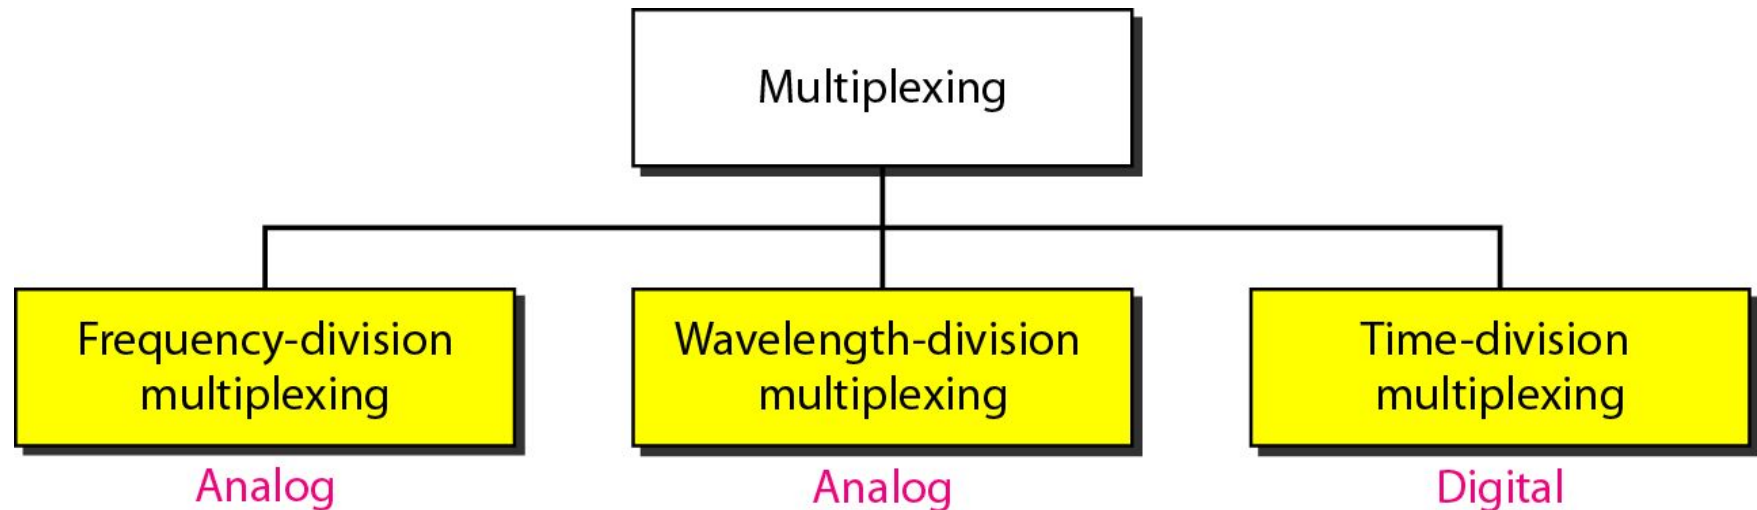 Multiplexing
Frequency-division
multiplexing
Analog
Wavelength-division
multiplexing
Analog
Time-division
multiplexing
Digital